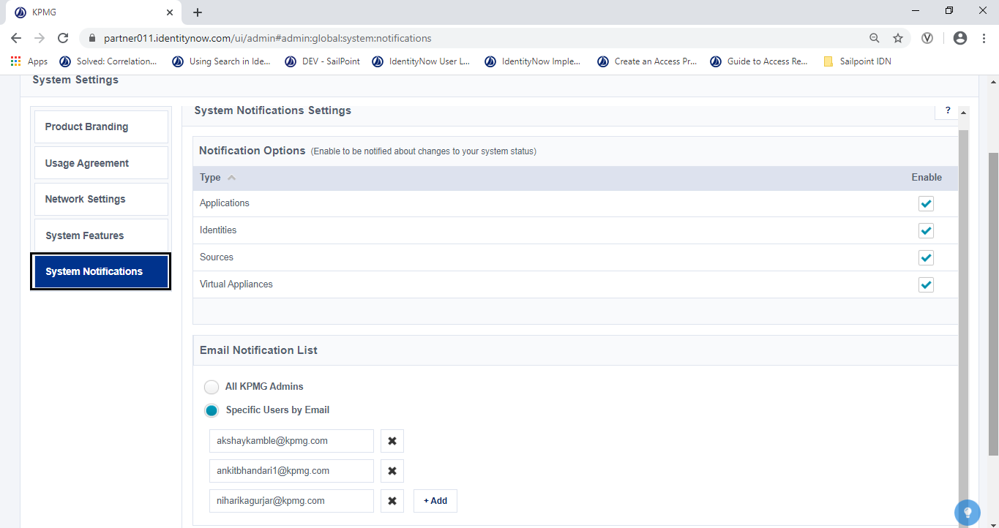 KPMG
partner011.identitynow.com/ui/admin#admin:global:system:notifications
Apps Solved: Correlation... Using Search in Ide... DEV - SailPoint IdentityNow User L... IdentityNow Imple... Create an Access Pr... Guide to Access Re... Sailpoint IDN
System Settings
Product Branding
Usage Agreement
Network Settings
System Features
System Notifications
System Notifications Settings ?
Notification Options (Enable to be notified about changes to your system status)
Type Enable
Applications
Identities
Sources
Virtual Appliances
Email Notification List
All KPMG Admins
Specific Users by Email
akshaykamble@kpmg.com
ankitbhandari1@kpmg.com
niharikagurjar@kpmg.com + Add